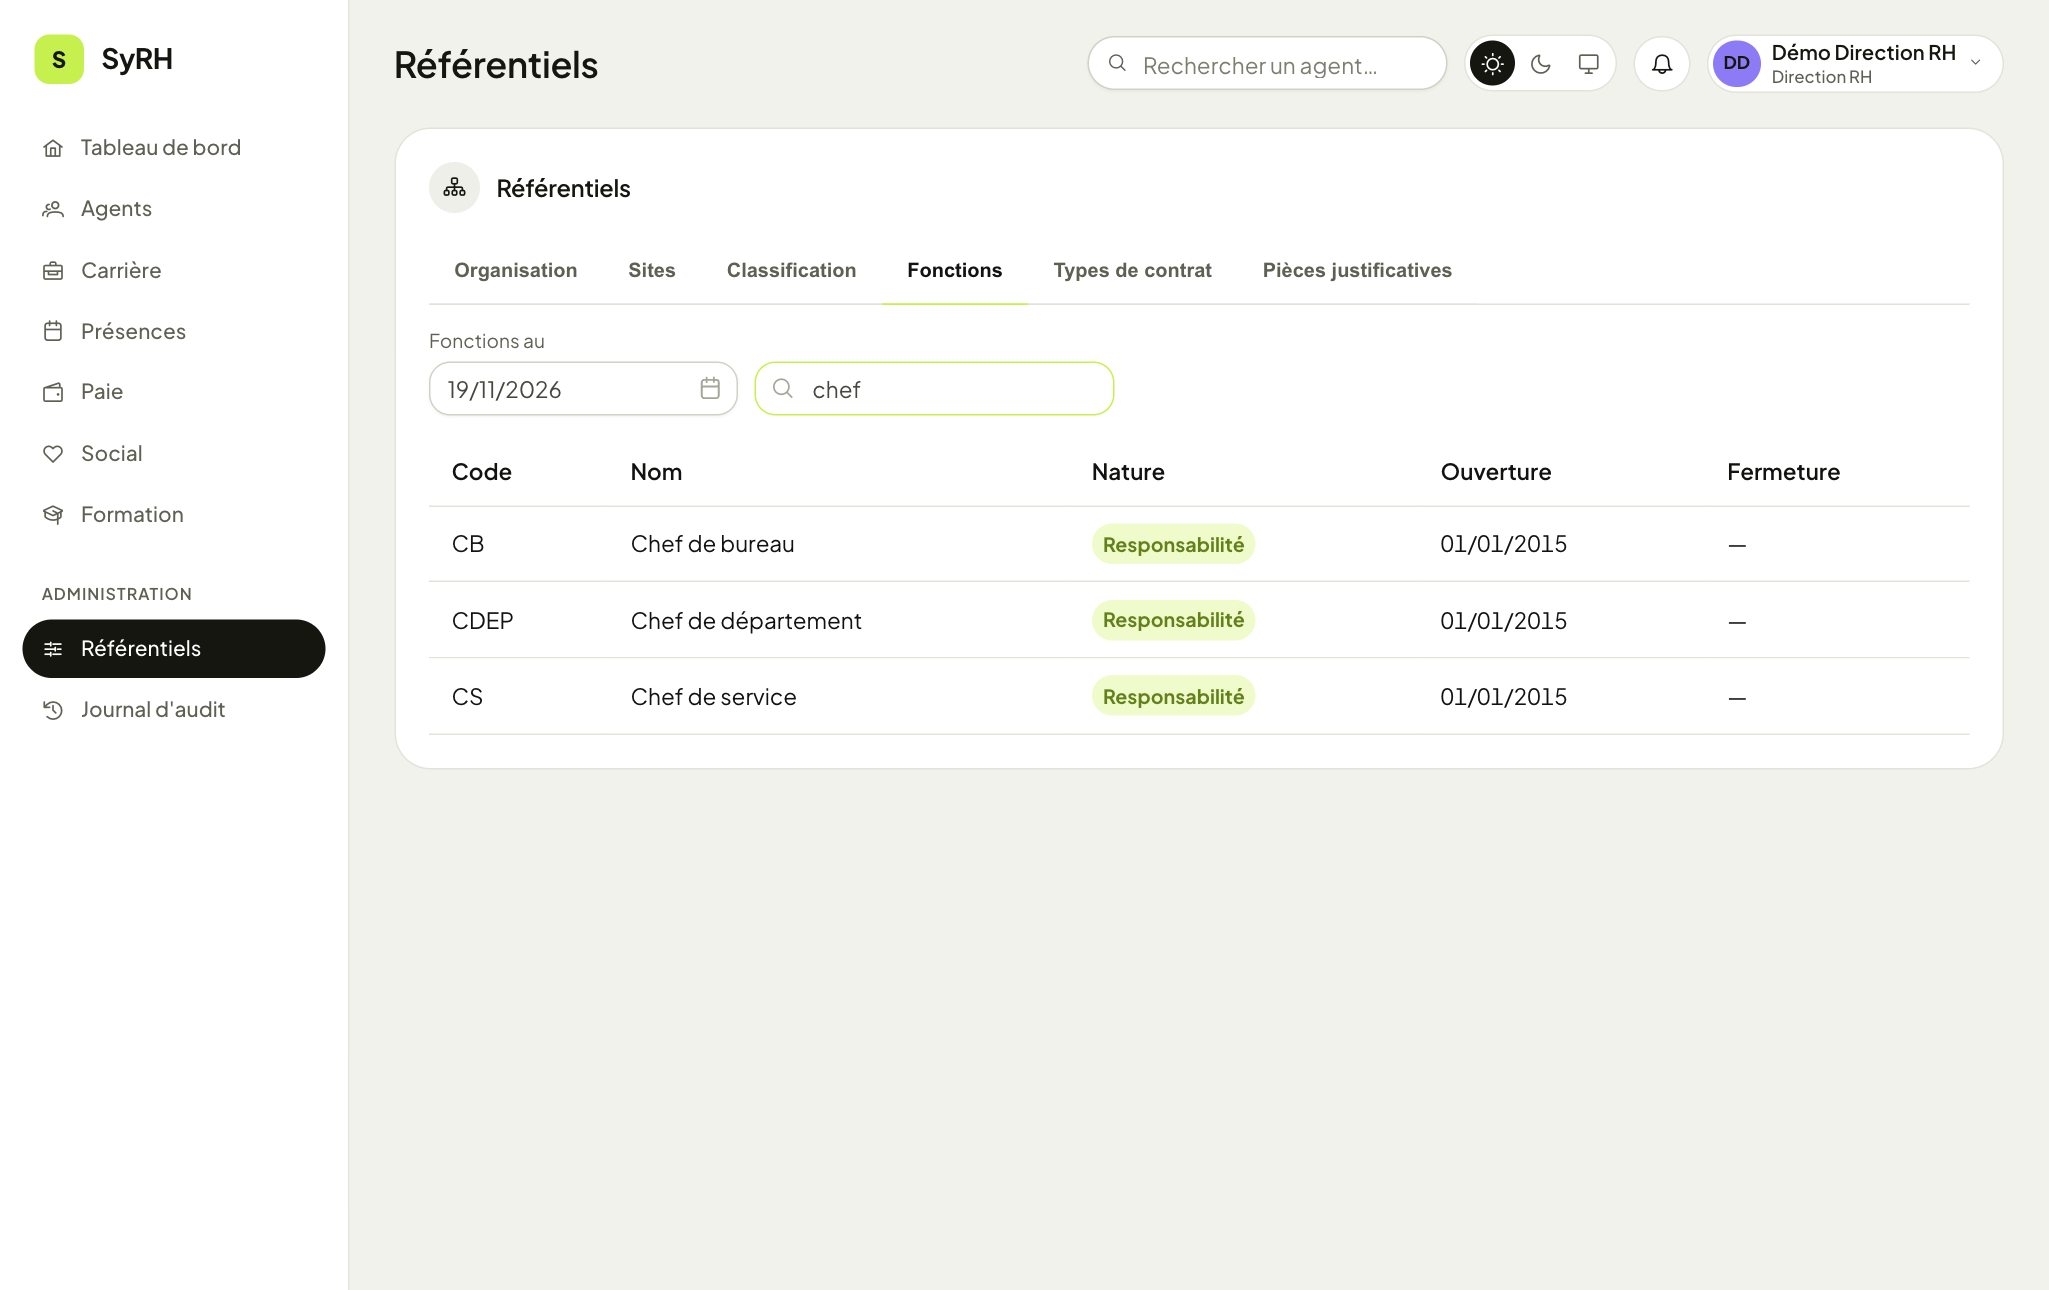 S SyRH
Tableau de bord
Agents
Carrière
Présences
Paie
Social
Formation
ADMINISTRATION
Référentiels
Journal d'audit
Référentiels
Rechercher un agent...
DD
Démo Direction RH
Direction RH
Référentiels
Organisation Sites Classification Fonctions Types de contrat Pièces justificatives
Fonctions au
19/11/2026 chef
Code Nom Nature Ouverture Fermeture
CB Chef de bureau Responsabilité 01/01/2015 —
CDEP Chef de département Responsabilité 01/01/2015 —
CS Chef de service Responsabilité 01/01/2015 —